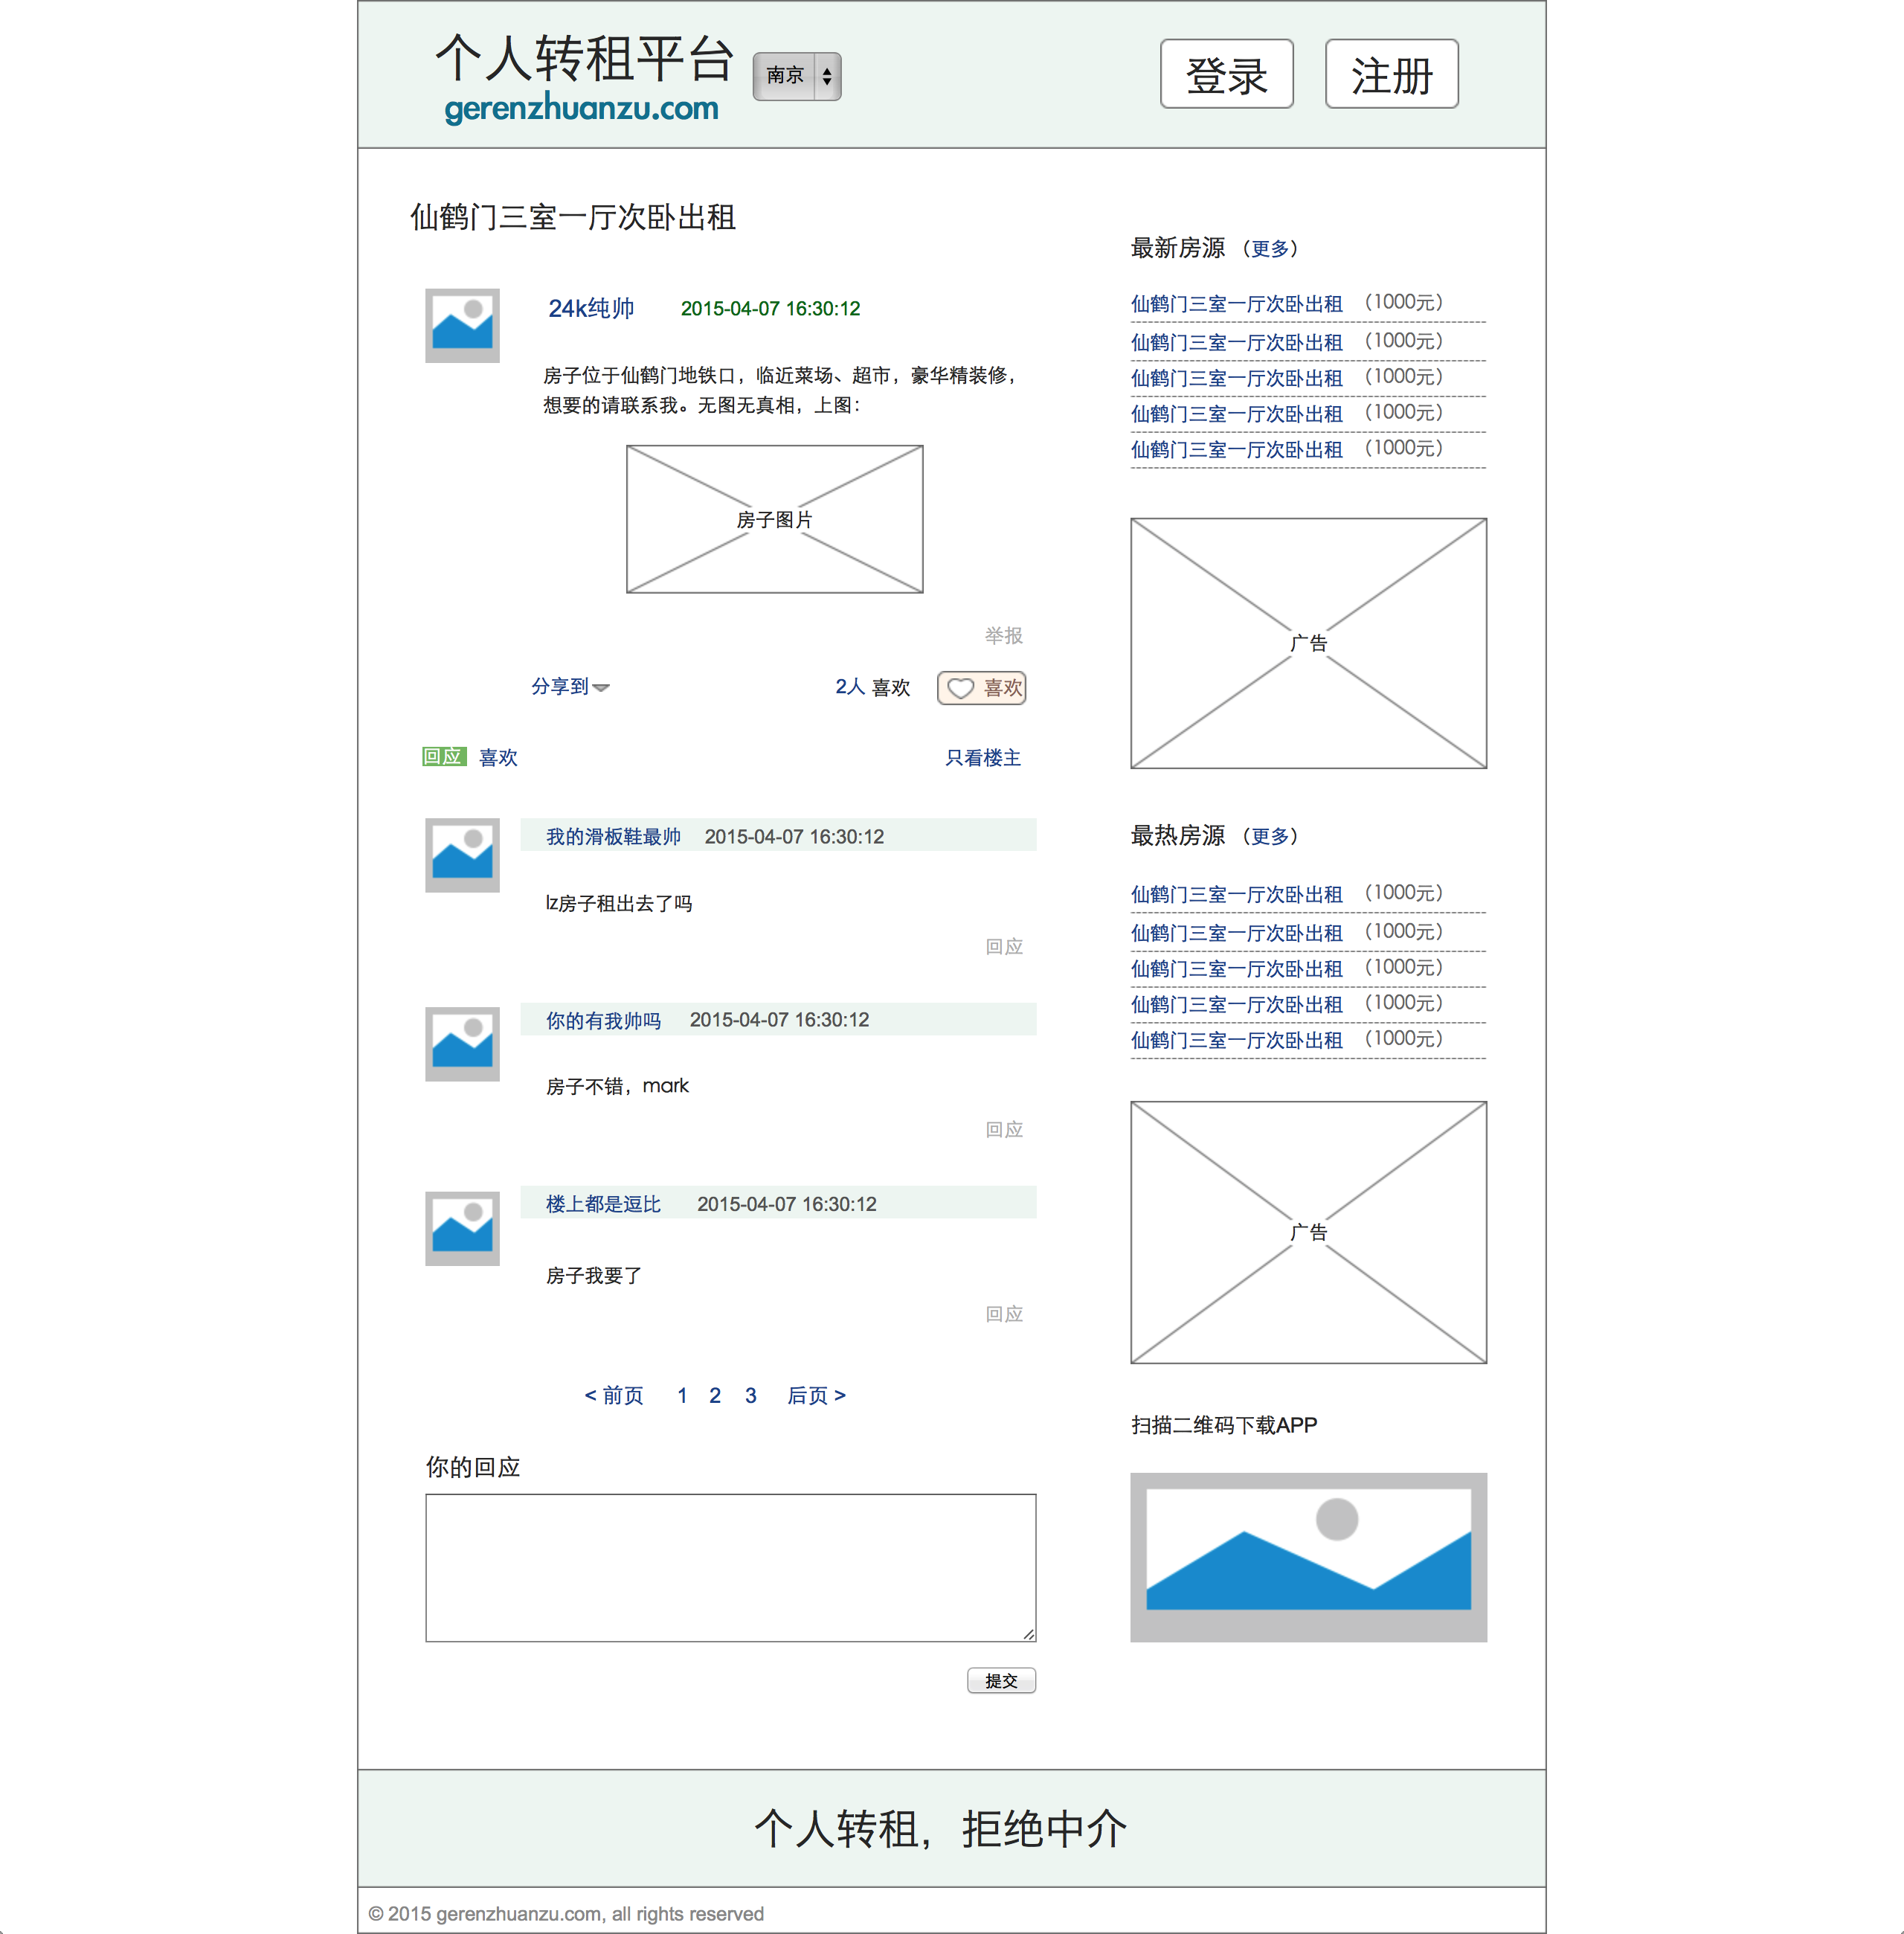 个人转租平台
gerenzhuanzu.com
南京
登录
注册
仙鹤门三室一厅次卧出租
24k纯帅 2015-04-07 16:30:12
房子位于仙鹤门地铁口，临近菜场、超市，豪华精装修，
想要的请联系我。无图无真相，上图：
房子图片
举报
分享到
2人 喜欢
喜欢
回应 喜欢
只看楼主
我的滑板鞋最帅 2015-04-07 16:30:12
lz房子租出去了吗
回应
你的有我帅吗 2015-04-07 16:30:12
房子不错，mark
回应
楼上都是逗比 2015-04-07 16:30:12
房子我要了
回应
< 前页 1 2 3 后页 >
你的回应
提交
最新房源（更多）
仙鹤门三室一厅次卧出租（1000元）
仙鹤门三室一厅次卧出租（1000元）
仙鹤门三室一厅次卧出租（1000元）
仙鹤门三室一厅次卧出租（1000元）
仙鹤门三室一厅次卧出租（1000元）
广告
最热房源（更多）
仙鹤门三室一厅次卧出租（1000元）
仙鹤门三室一厅次卧出租（1000元）
仙鹤门三室一厅次卧出租（1000元）
仙鹤门三室一厅次卧出租（1000元）
仙鹤门三室一厅次卧出租（1000元）
广告
扫描二维码下载APP
个人转租，拒绝中介
© 2015 gerenzhuanzu.com, all rights reserved